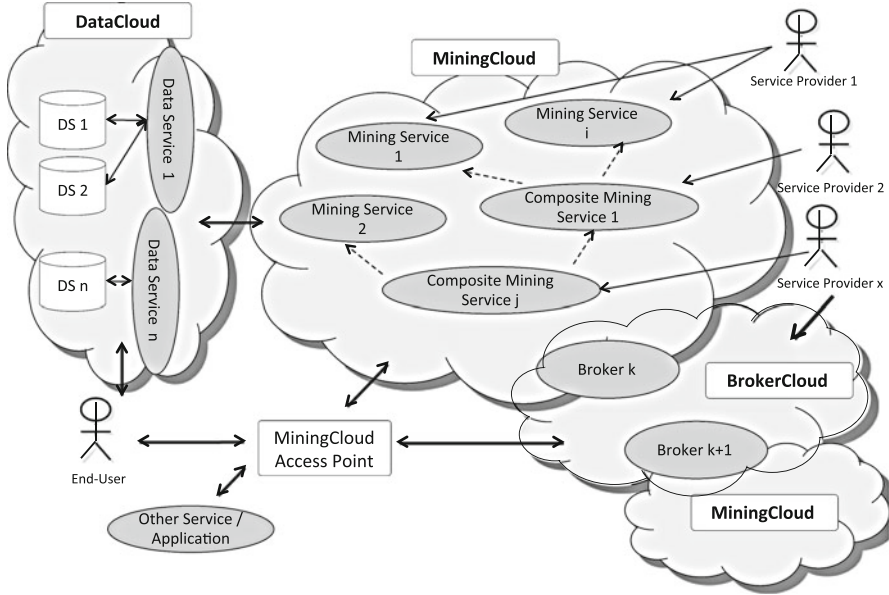 DataCloud
DS 1
DS 2
DS n
Data Service 1
Data Service n
MiningCloud
Mining Service
1
Mining Service
i
Mining Service
2
Composite Mining
Service 1
Composite Mining
Service j
Service Provider 1
Service Provider 2
Service Provider x
Broker k
BrokerCloud
Broker k+1
MiningCloud
End-User
MiningCloud
Access Point
Other Service /
Application